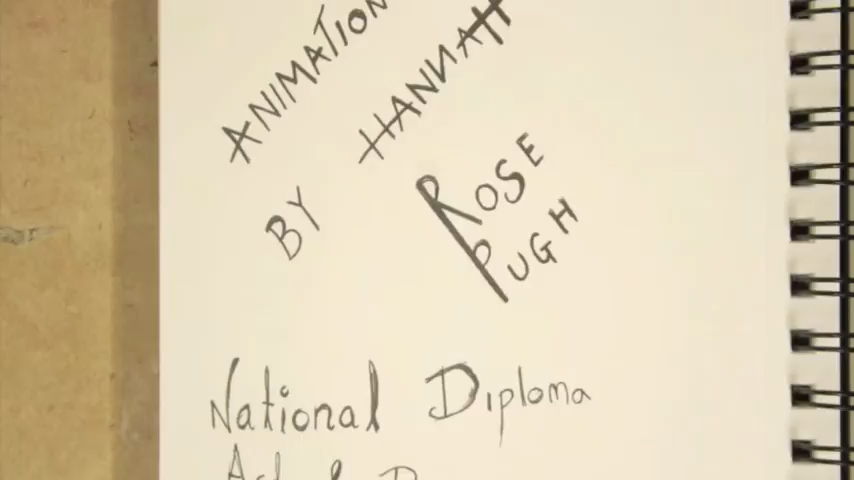 ANIMATION
BY HANNAH
ROSE
PUGH
National Diploma